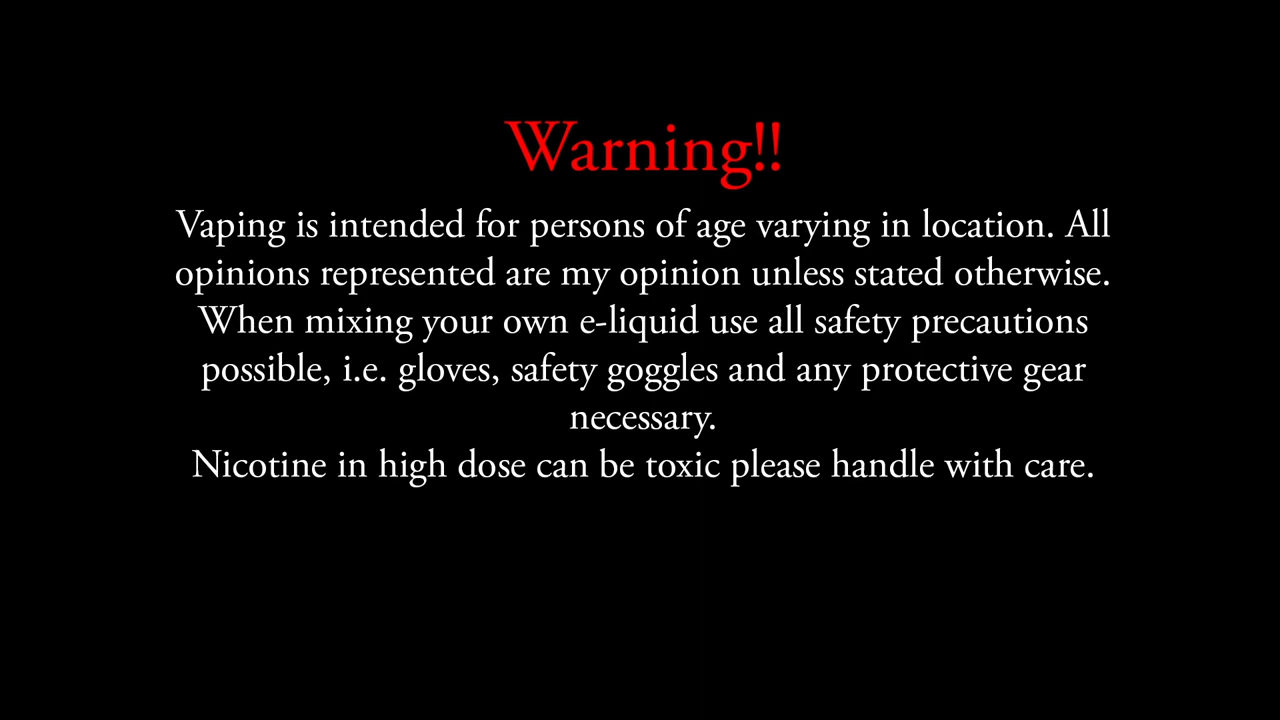 Warning!!
Vaping is intended for persons of age varying in location. All
opinions represented are my opinion unless stated otherwise.
When mixing your own e-liquid use all safety precautions
possible, i.e. gloves, safety goggles and any protective gear
necessary.
Nicotine in high dose can be toxic please handle with care.